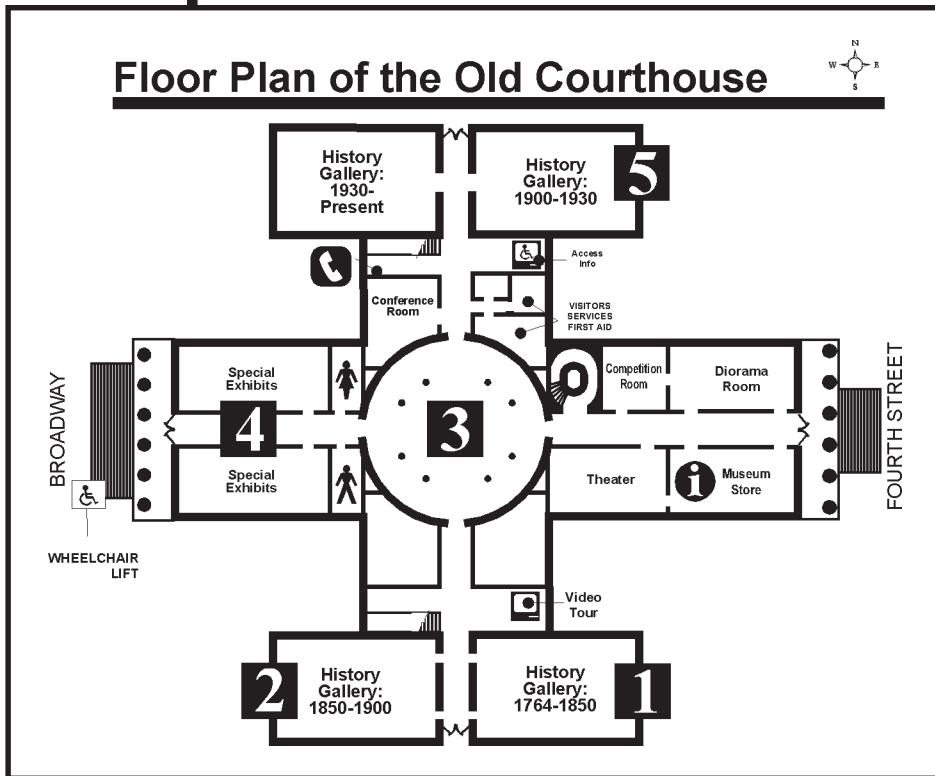 Floor Plan of the Old Courthouse
N
W E
S
History
Gallery:
1930-
Present
History
Gallery:
1900-1930
5
Access
Info
Conference
Room
VISITORS
SERVICES
FIRST AID
BROADWAY
Special
Exhibits
4
Special
Exhibits
3
Competition
Room
Diorama
Room
Theater
i
Museum
Store
FOURTH STREET
WHEELCHAIR
LIFT
Video
Tour
2
History
Gallery:
1850-1900
History
Gallery:
1764-1850
1